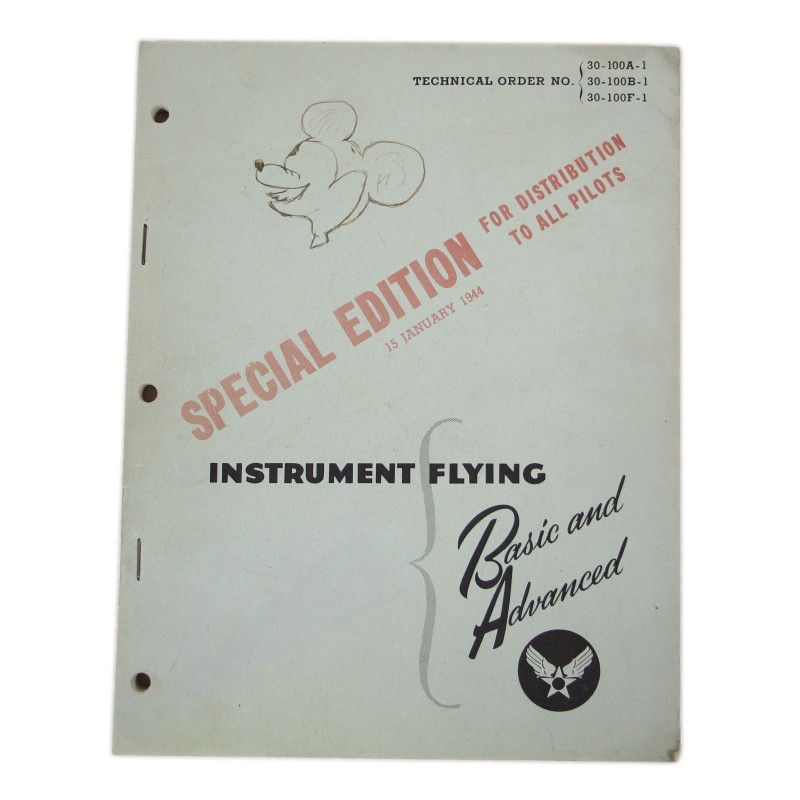 30-100A-1
TECHNICAL ORDER NO. 30-100B-1
30-100F-1
FOR DISTRIBUTION
TO ALL PILOTS
SPECIAL EDITION
15 JANUARY 1944
INSTRUMENT FLYING
Basic and
Advanced